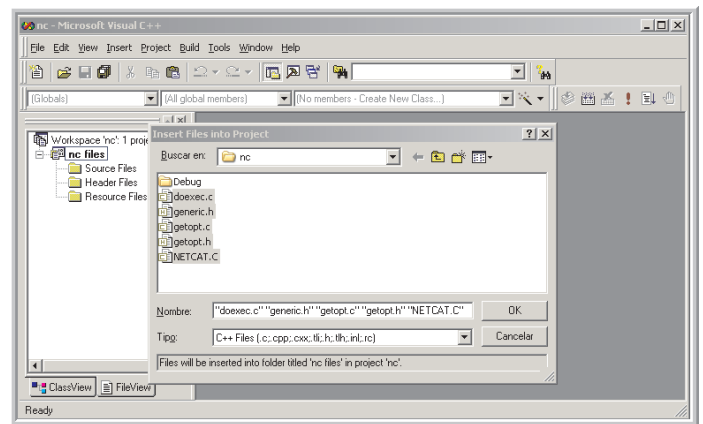 nc - Microsoft Visual C++
File Edit View Insert Project Build Tools Window Help
(Globals) (All global members) (No members - Create New Class...)
Workspace 'nc': 1 proje
nc files
Source Files
Header Files
Resource Files
Insert Files into Project
Buscar en: nc
Debug
doexec.c
generic.h
getopt.c
getopt.h
NETCAT.C
Nombre: "doexec.c" "generic.h" "getopt.c" "getopt.h" "NETCAT.C" OK
Tipo: C++ Files (.c;.cpp;.cxx;.tli;.h;.tlh;.inl;.rc) Cancelar
Files will be inserted into folder titled 'nc files' in project 'nc'.
ClassView FileView
Ready